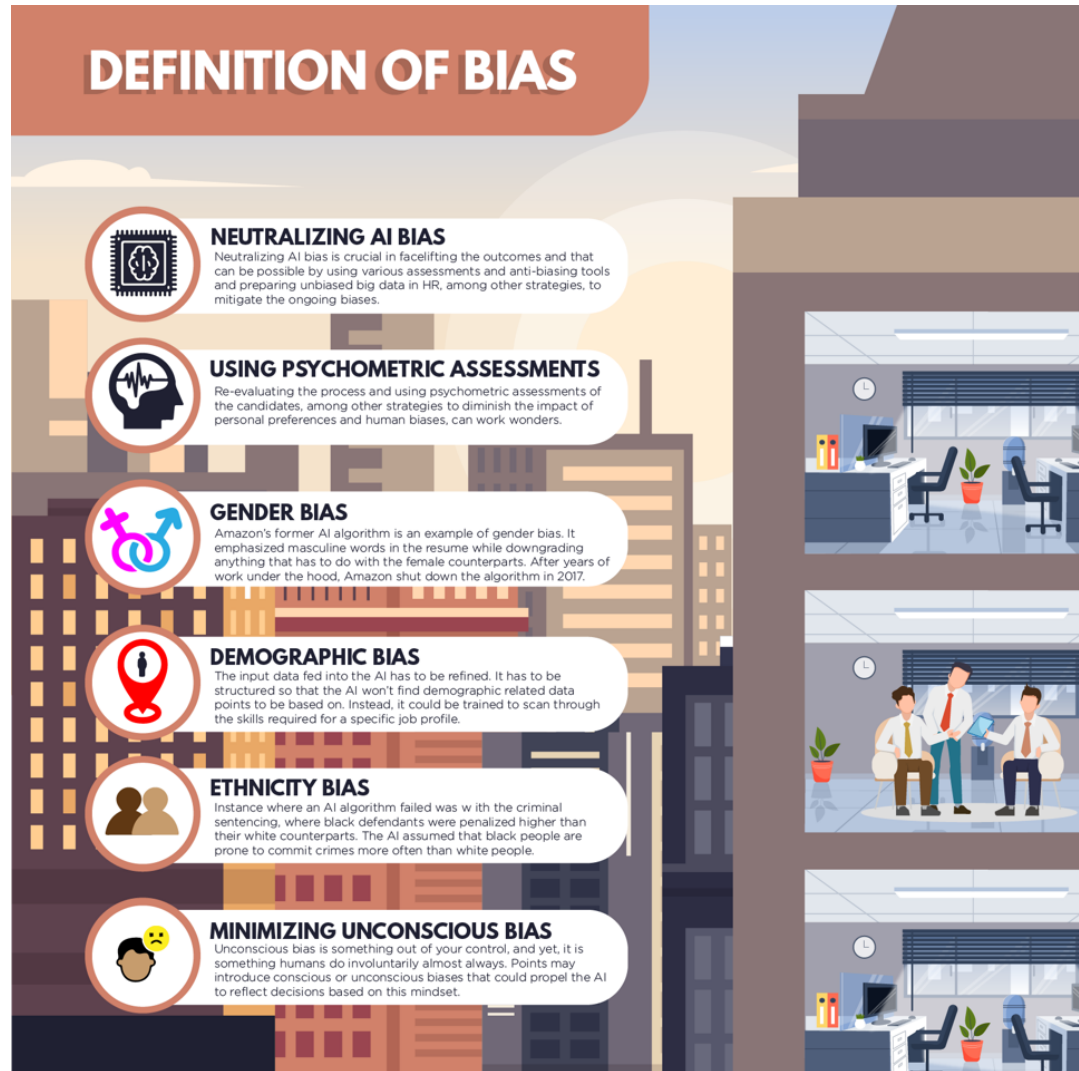 DEFINITION OF BIAS
NEUTRALIZING AI BIAS
Neutralizing AI bias is crucial in facelifting the outcomes and that
can be possible by using various assessments and anti-biasing tools
and preparing unbiased big data in HR, among other strategies, to
mitigate the ongoing biases.
USING PSYCHOMETRIC ASSESSMENTS
Re-evaluating the process and using psychometric assessments of
the candidates, among other strategies to diminish the impact of
personal preferences and human biases, can work wonders.
GENDER BIAS
Amazon's former AI algorithm is an example of gender bias. It
emphasized masculine words in the resume while downgrading
anything that has to do with the female counterparts. After years of
work under the hood, Amazon shut down the algorithm in 2017.
DEMOGRAPHIC BIAS
The input data fed into the AI has to be refined. It has to be
structured so that the AI won't find demographic related data
points to be based on. Instead, it could be trained to scan through
the skills required for a specific job profile.
ETHNICITY BIAS
Instance where an AI algorithm failed was w ith the criminal
sentencing, where black defendants were penalized higher than
their white counterparts. The AI assumed that black people are
prone to commit crimes more often than white people.
MINIMIZING UNCONSCIOUS BIAS
Unconscious bias is something out of your control, and yet, it is
something humans do involuntarily almost always. Points may
introduce conscious or unconscious biases that could propel the AI
to reflect decisions based on this mindset.